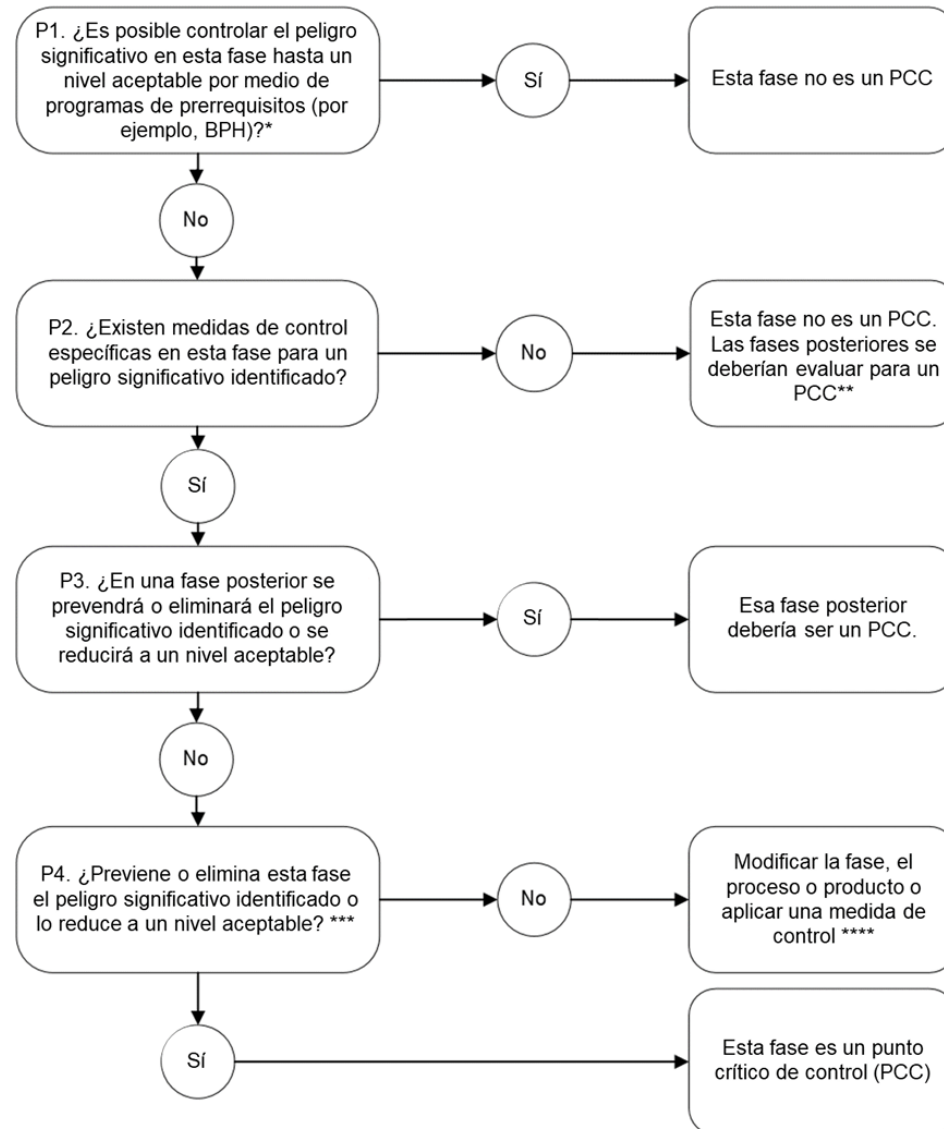 P1. ¿Es posible controlar el peligro
significativo en esta fase hasta un
nivel aceptable por medio de
programas de prerrequisitos (por
ejemplo, BPH)?*
Sí
Esta fase no es un PCC
No
P2. ¿Existen medidas de control
específicas en esta fase para un
peligro significativo identificado?
No
Esta fase no es un PCC.
Las fases posteriores se
deberían evaluar para un
PCC**
Sí
P3. ¿En una fase posterior se
prevendrá o eliminará el peligro
significativo identificado o se
reducirá a un nivel aceptable?
Sí
Esa fase posterior
debería ser un PCC.
No
P4. ¿Previene o elimina esta fase
el peligro significativo identificado o
lo reduce a un nivel aceptable? ***
No
Modificar la fase, el
proceso o producto o
aplicar una medida de
control ****
Sí
Esta fase es un punto
crítico de control (PCC)